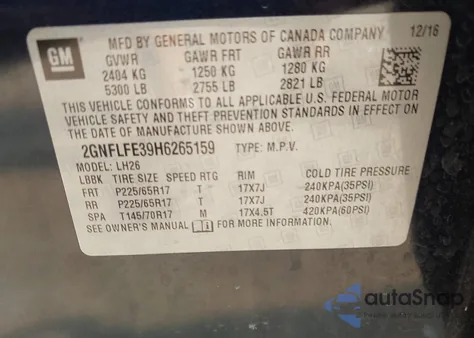 GM MFD BY GENERAL MOTORS OF CANADA COMPANY 12/16
GVWR GAWR FRT GAWR RR
2404 KG 1250 KG 1280 KG
5300 LB 2755 LB 2821 LB
THIS VEHICLE CONFORMS TO ALL APPLICABLE U.S. FEDERAL MOTOR
VEHICLE SAFETY AND THEFT PREVENTION STANDARDS IN EFFECT ON
THE DATE OF MANUFACTURE SHOWN ABOVE.
2GNFLFE39H6265159 TYPE: M.P.V.
MODEL: LH26
LBBK TIRE SIZE SPEED RTG RIM COLD TIRE PRESSURE
FRT P225/65R17 T 17X7J 240KPA(35PSI)
RR P225/65R17 T 17X7J 240KPA(35PSI)
SPA T145/70R17 M 17X4.5T 420KPA(60PSI)
SEE OWNER'S MANUAL FOR MORE INFORMATION.
autoSnap